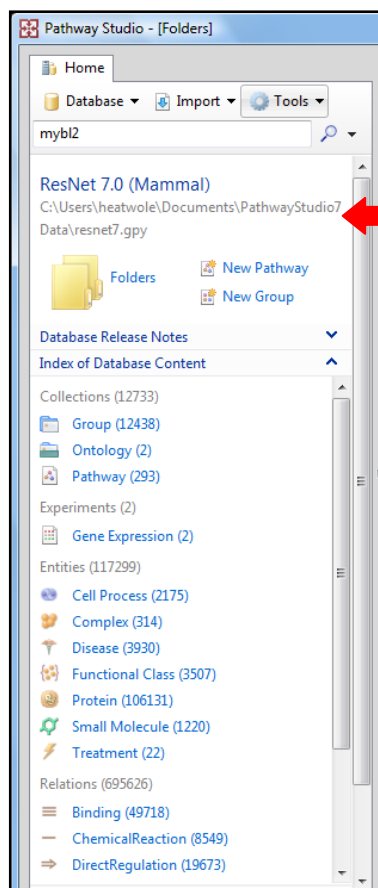 Pathway Studio - [Folders]
Home
Database Import Tools
mybl2
ResNet 7.0 (Mammal)
C:\Users\heatwole\Documents\PathwayStudio7
Data\resnet7.gpy
Folders
New Pathway
New Group
Database Release Notes
Index of Database Content
Collections (12733)
Group (12438)
Ontology (2)
Pathway (293)
Experiments (2)
Gene Expression (2)
Entities (117299)
Cell Process (2175)
Complex (314)
Disease (3930)
Functional Class (3507)
Protein (106131)
Small Molecule (1220)
Treatment (22)
Relations (695626)
Binding (49718)
ChemicalReaction (8549)
DirectRegulation (19673)